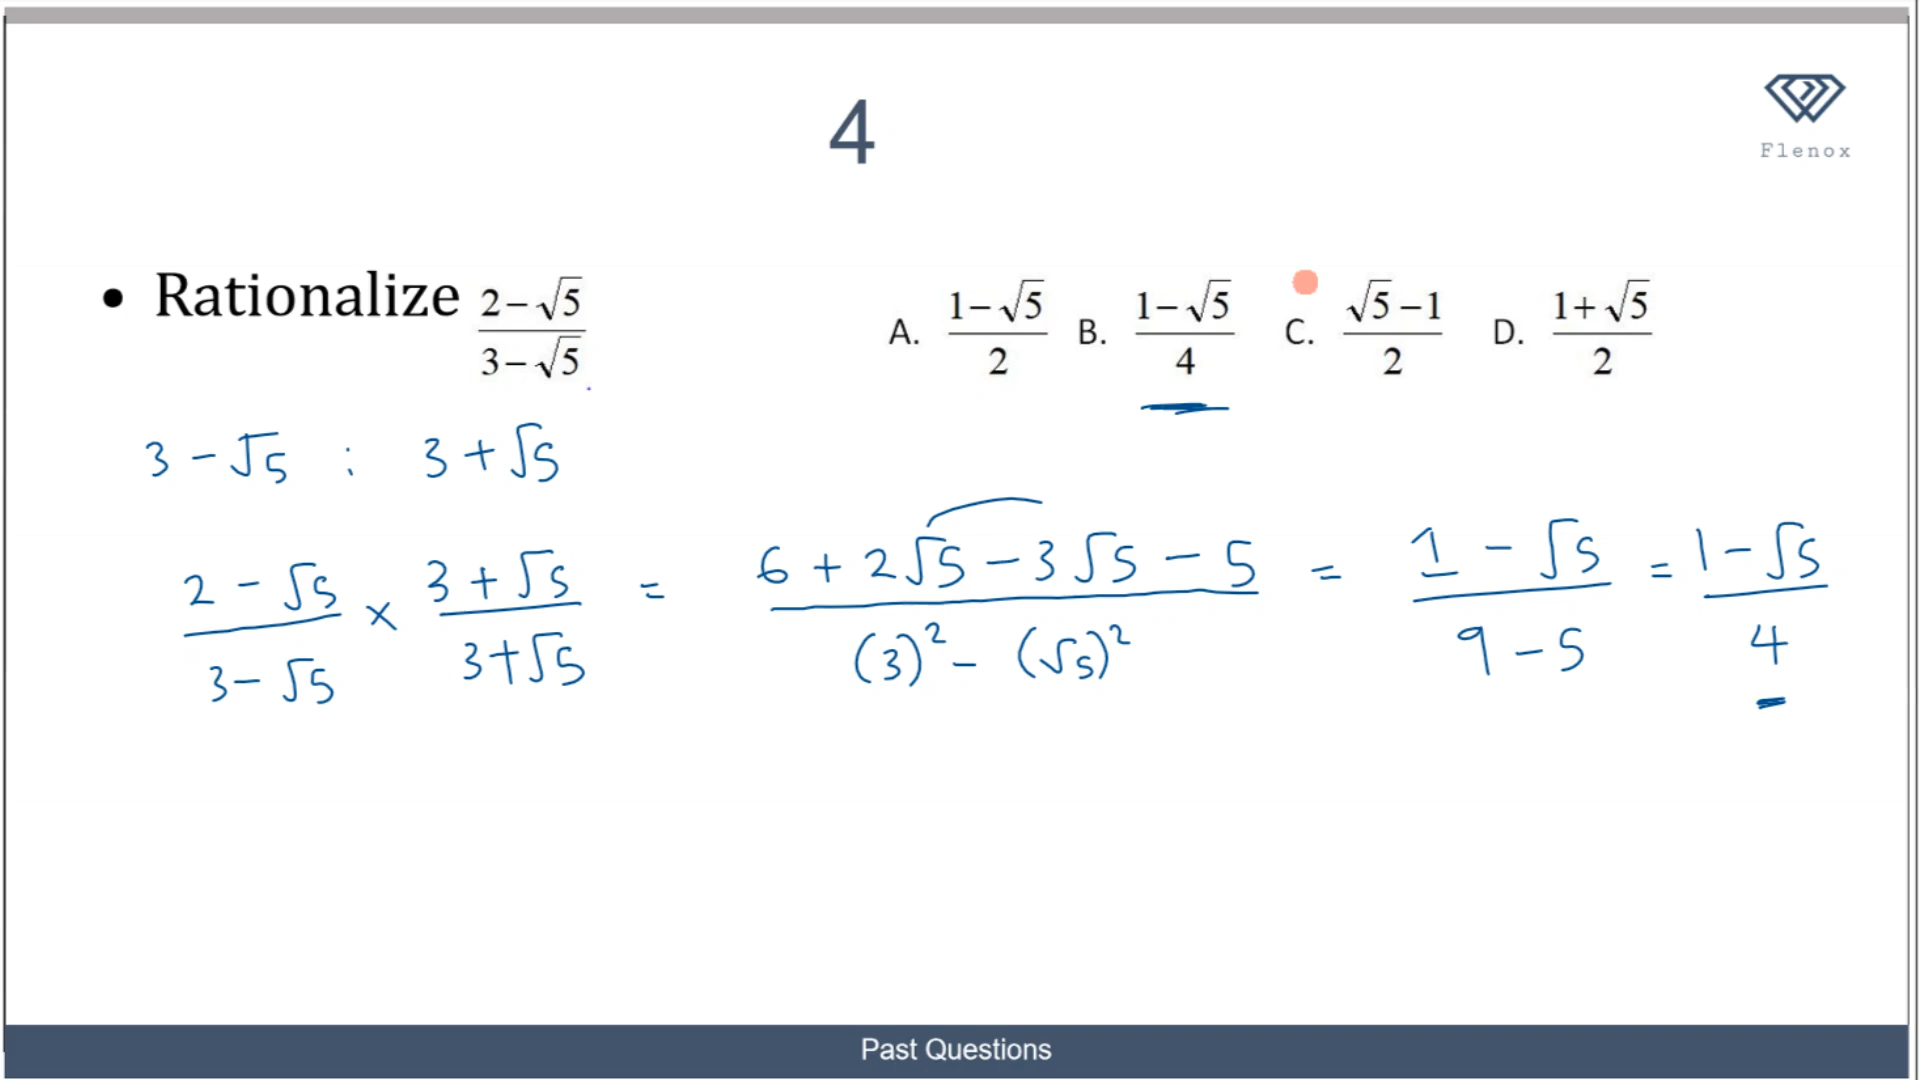 4
Flenox
• Rationalize (2−√5)/(3−√5)
A. (1−√5)/2 B. (1−√5)/4 C. (√5−1)/2 D. (1+√5)/2
3 − √5 : 3 + √5
(2 − √5)/(3 − √5) × (3 + √5)/(3 + √5) = (6 + 2√5 − 3√5 − 5)/((3)² − (√5)²) = (1 − √5)/(9 − 5) = (1 − √5)/4
Past Questions